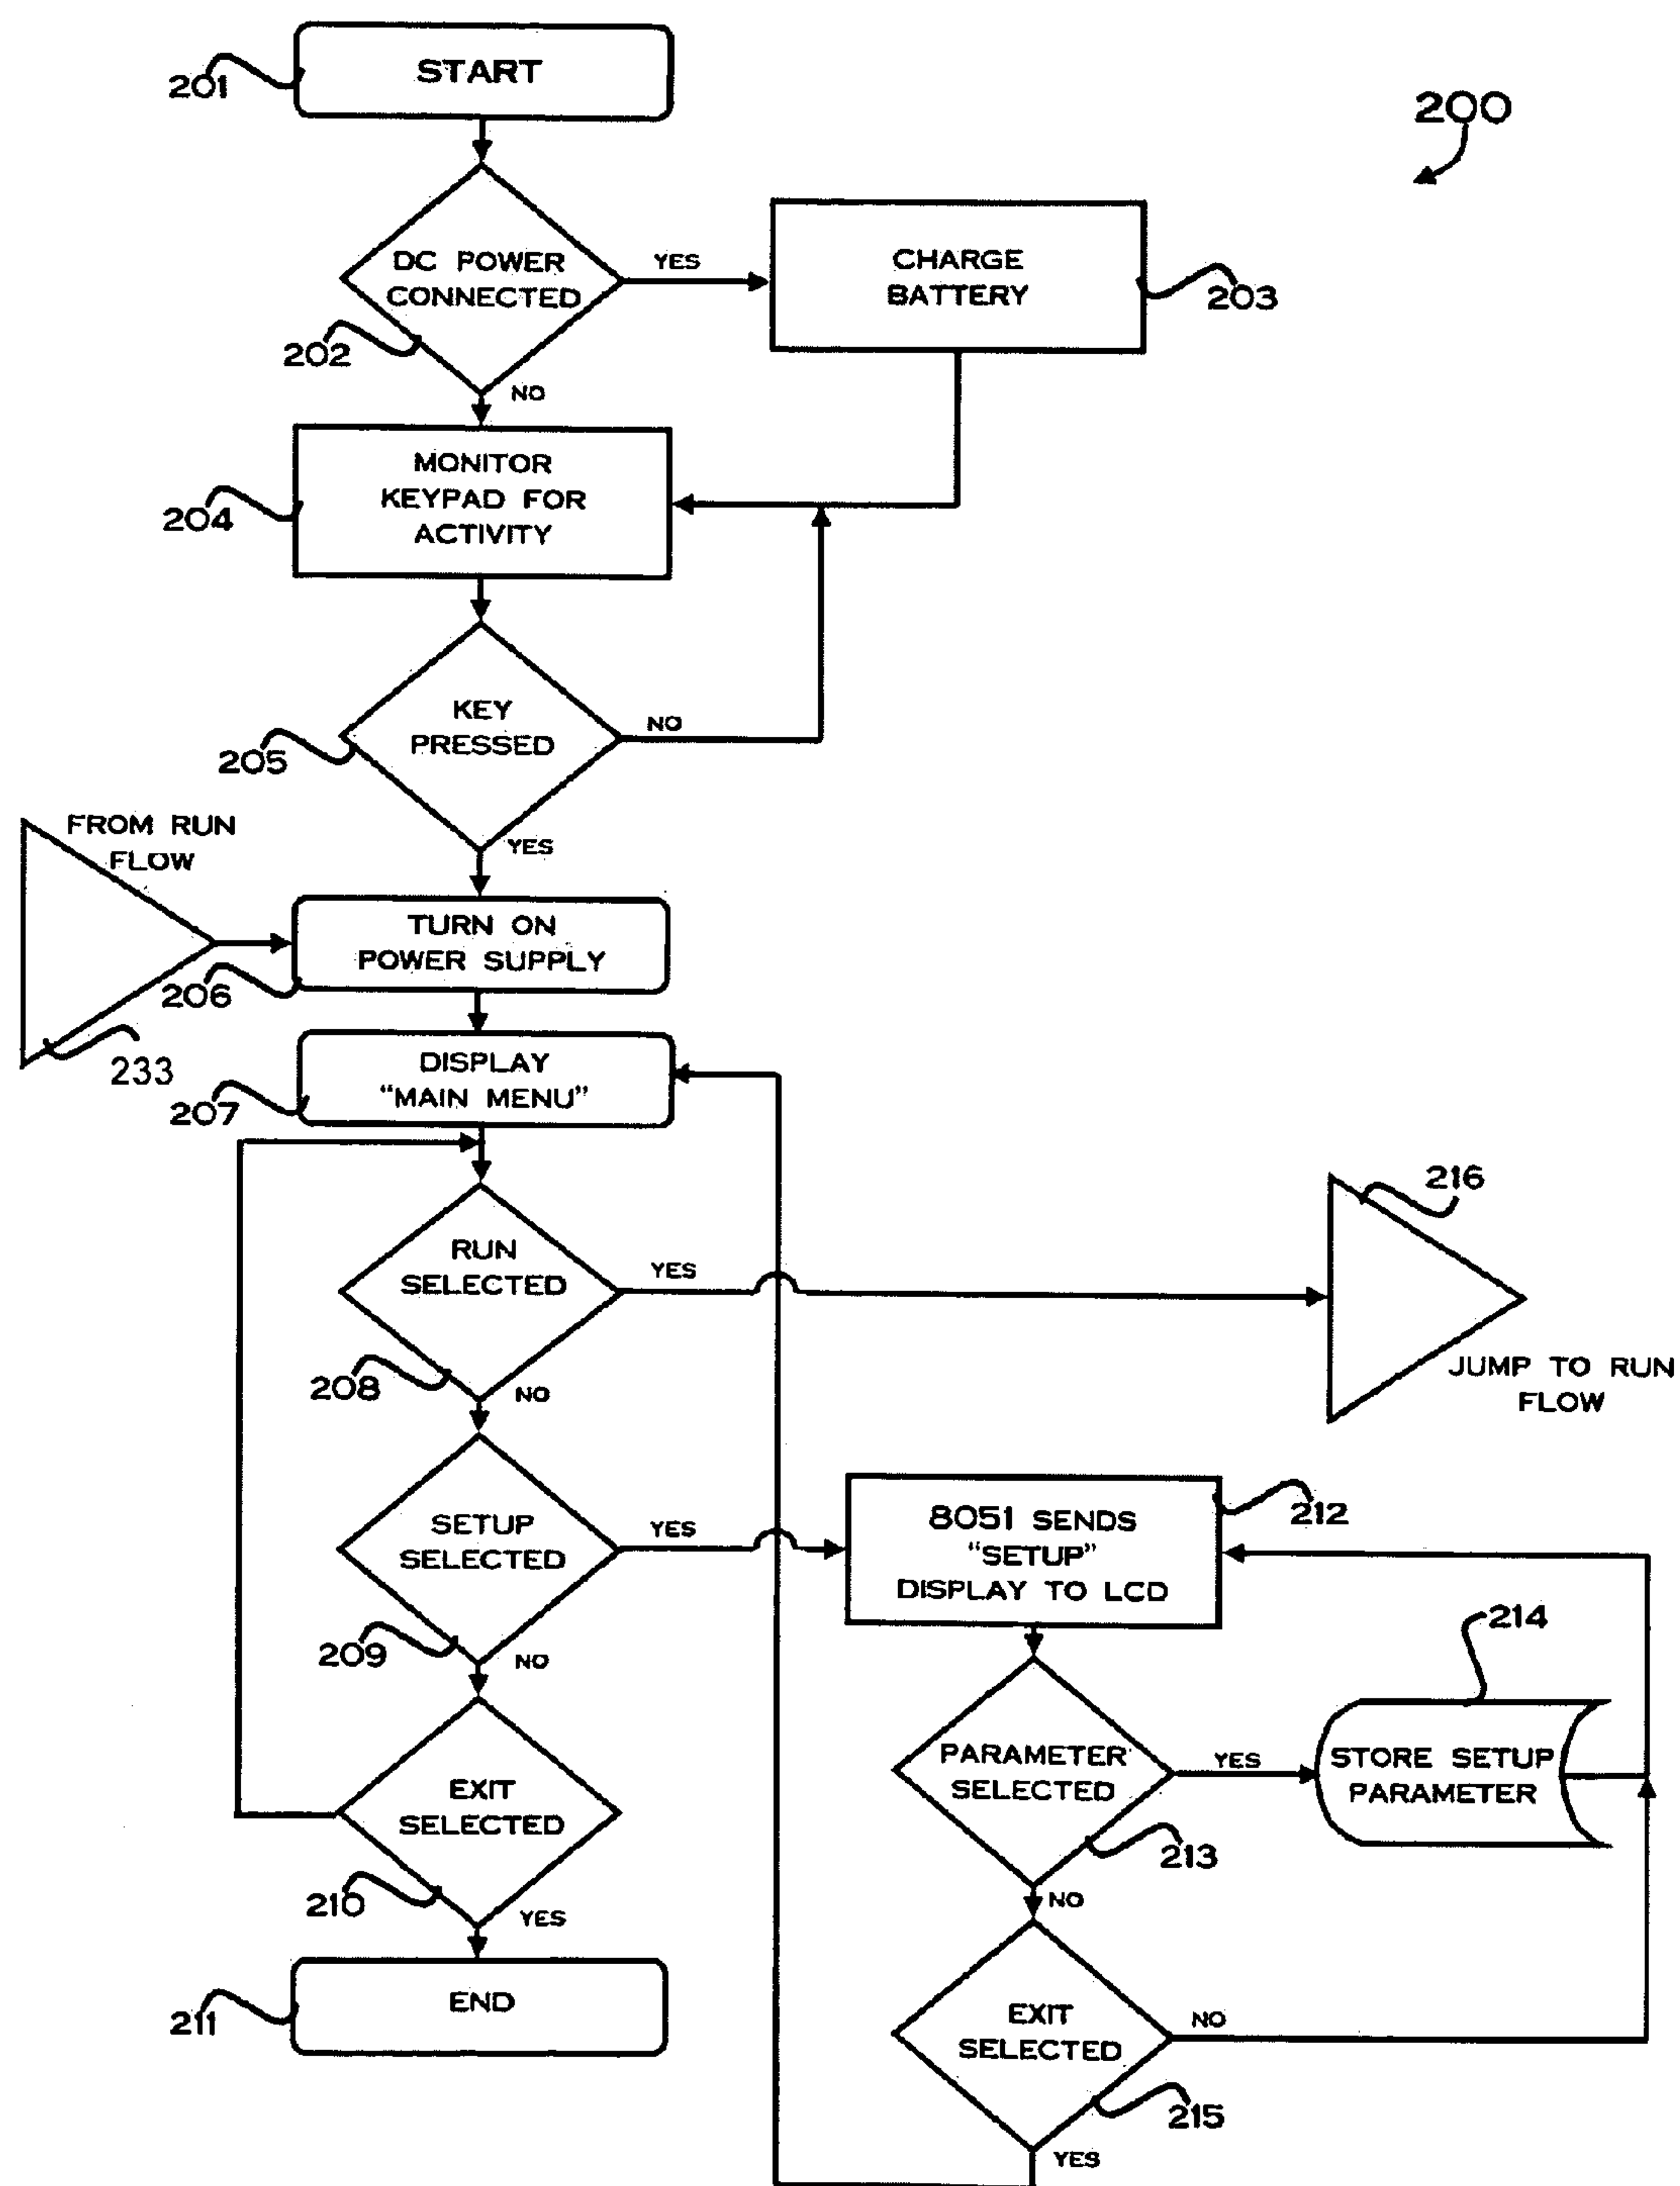 START
201
200
DC POWER
CONNECTED
YES
202
NO
CHARGE
BATTERY
203
MONITOR
KEYPAD FOR
ACTIVITY
204
KEY
PRESSED
NO
205
YES
FROM RUN
FLOW
233
TURN ON
POWER SUPPLY
206
DISPLAY
"MAIN MENU"
207
RUN
SELECTED
YES
208
NO
216
JUMP TO RUN
FLOW
SETUP
SELECTED
YES
209
NO
8051 SENDS
"SETUP"
DISPLAY TO LCD
212
214
PARAMETER
SELECTED
YES
213
NO
STORE SETUP
PARAMETER
EXIT
SELECTED
210
YES
END
211
EXIT
SELECTED
NO
215
YES